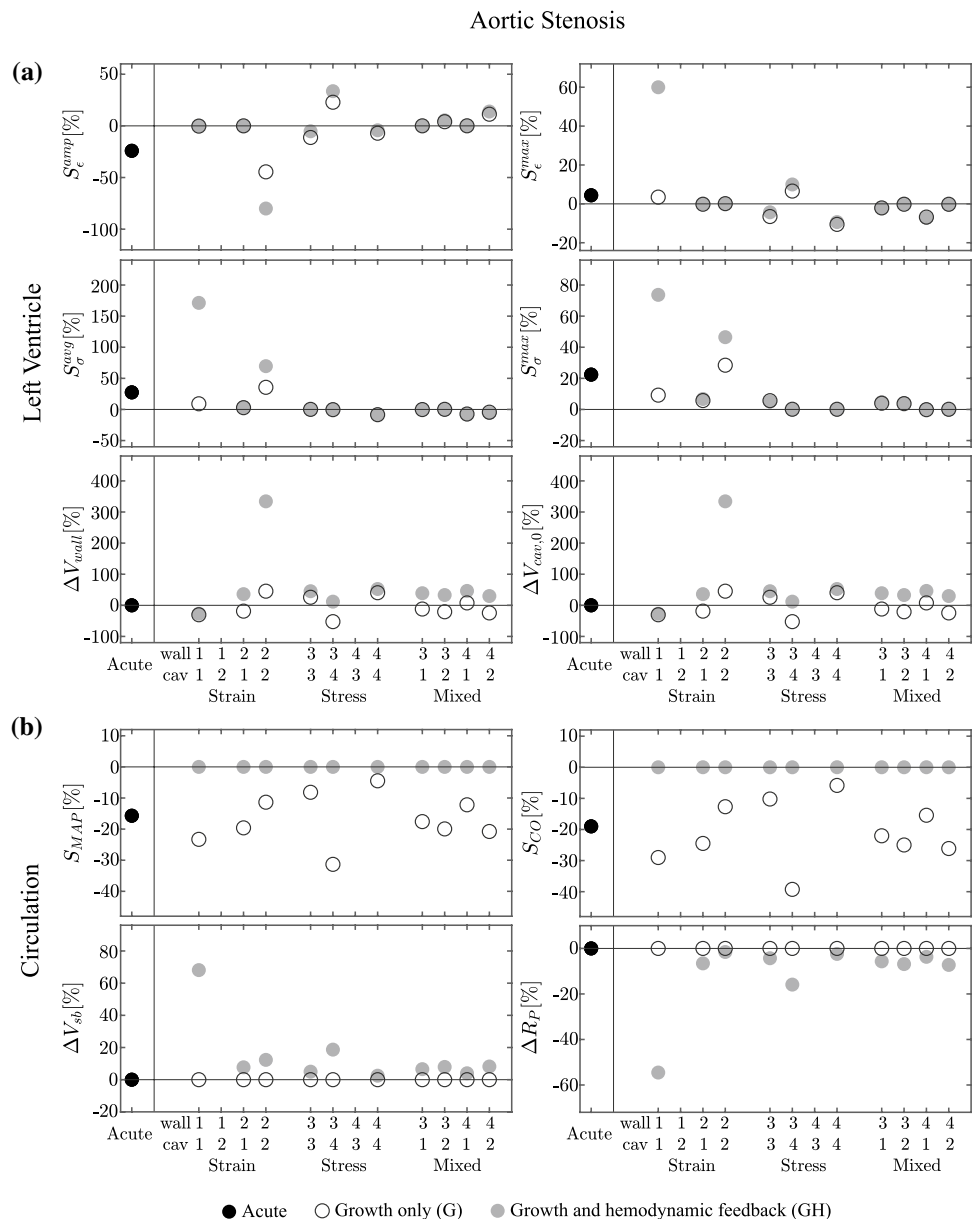 Aortic Stenosis
(a)
Left Ventricle
S_ϵ^{amp}[%]
50
0
-50
-100
S_ϵ^{max}[%]
60
40
20
0
-20
S_σ^{avg}[%]
200
150
100
50
0
-50
S_σ^{max}[%]
80
60
40
20
0
-20
ΔV_{wall}[%]
400
300
200
100
0
-100
ΔV_{cav,0}[%]
400
300
200
100
0
-100
Acute wall 1 1 2 2 3 3 4 4 3 3 4 4
cav 1 2 1 2 3 4 3 4 1 2 1 2
Strain Stress Mixed
Acute wall 1 1 2 2 3 3 4 4 3 3 4 4
cav 1 2 1 2 3 4 3 4 1 2 1 2
Strain Stress Mixed
(b)
Circulation
S_{MAP}[%]
10
0
-10
-20
-30
-40
S_{CO}[%]
10
0
-10
-20
-30
-40
ΔV_{sb}[%]
80
60
40
20
0
-20
ΔR_P[%]
0
-20
-40
-60
Acute wall 1 1 2 2 3 3 4 4 3 3 4 4
cav 1 2 1 2 3 4 3 4 1 2 1 2
Strain Stress Mixed
Acute wall 1 1 2 2 3 3 4 4 3 3 4 4
cav 1 2 1 2 3 4 3 4 1 2 1 2
Strain Stress Mixed
Acute Growth only (G) Growth and hemodynamic feedback (GH)